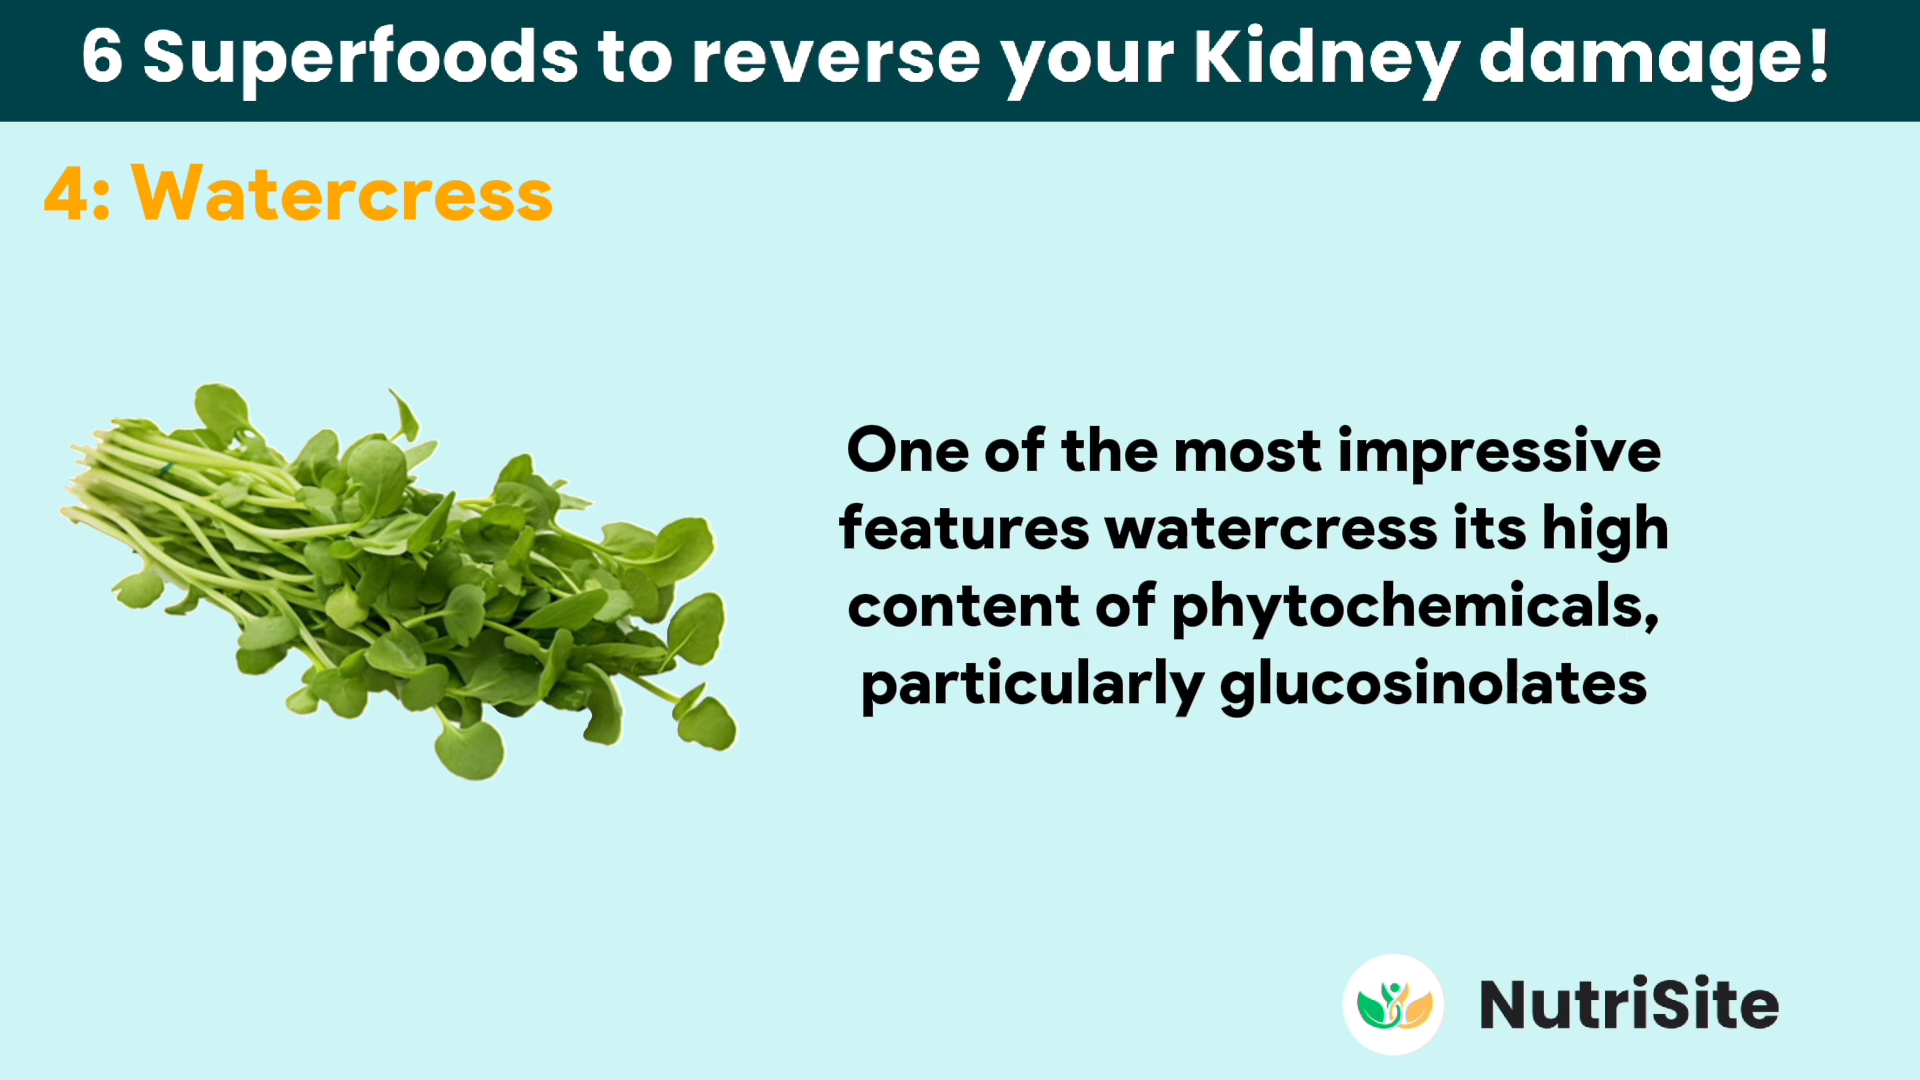 6 Superfoods to reverse your Kidney damage!
4: Watercress
One of the most impressive
features watercress its high
content of phytochemicals,
particularly glucosinolates
NutriSite